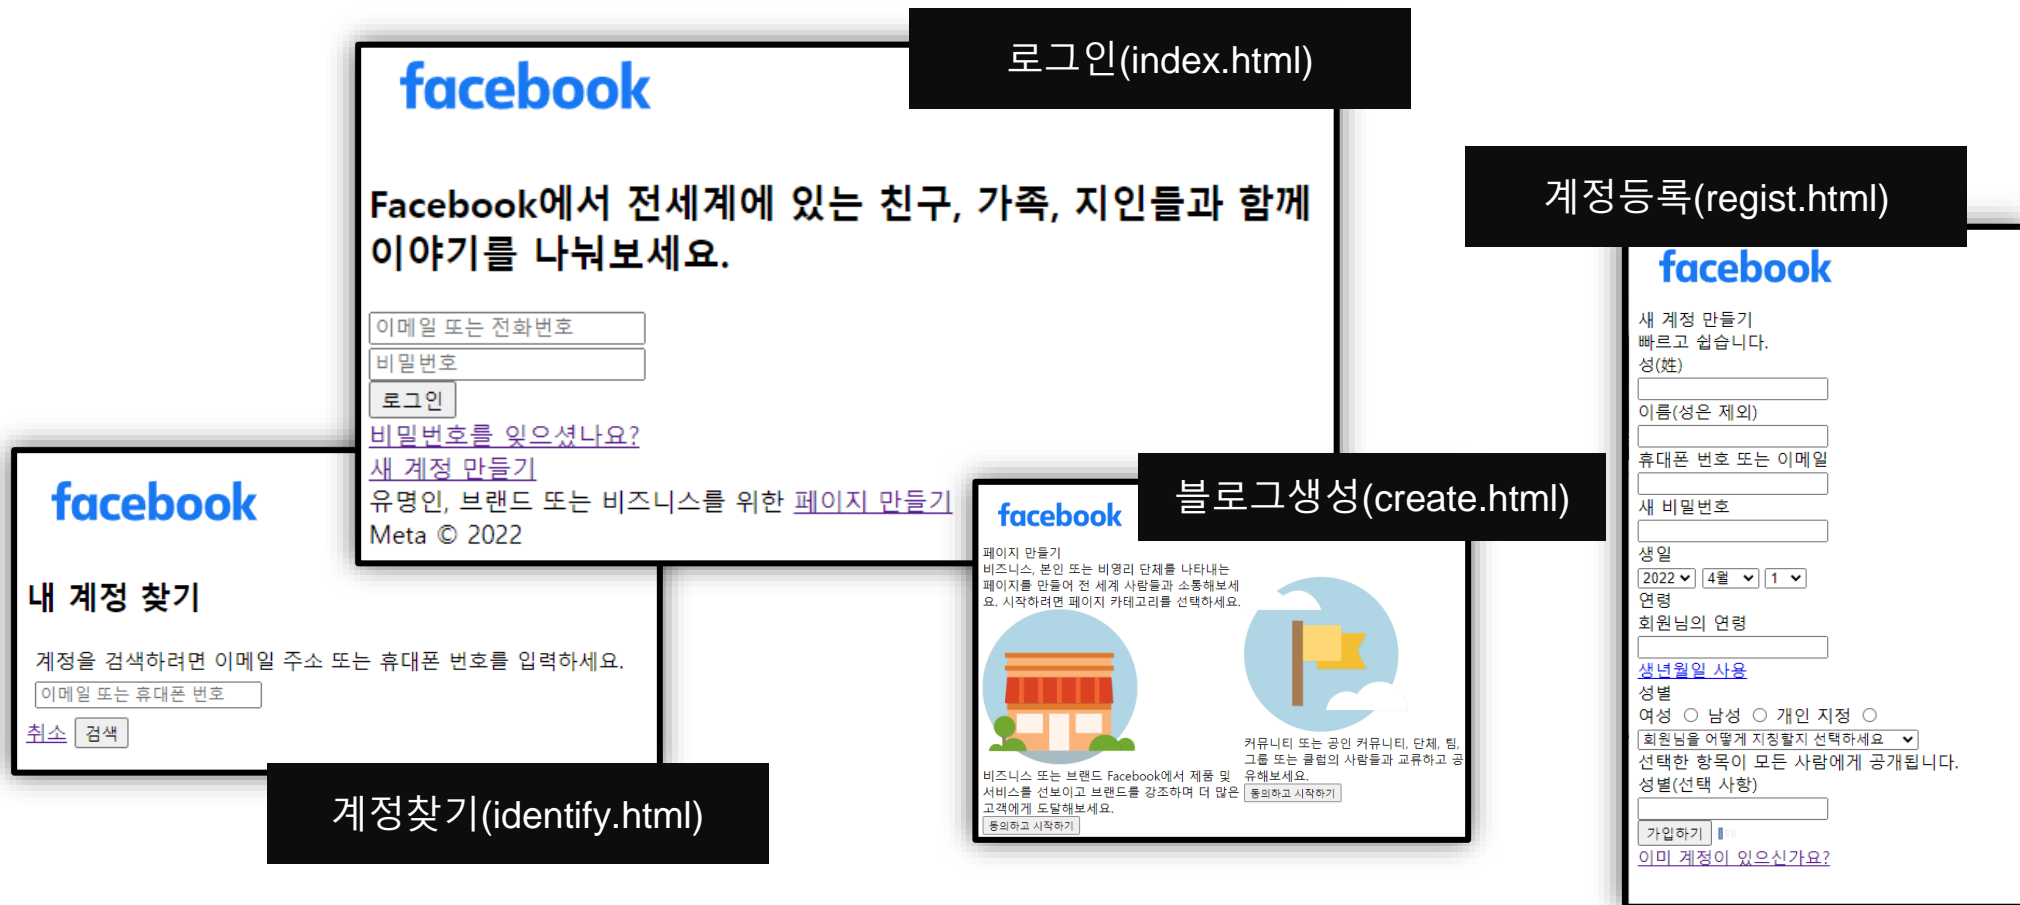 로그인(index.html)
facebook
Facebook에서 전세계에 있는 친구, 가족, 지인들과 함께
이야기를 나눠보세요.
이메일 또는 전화번호
비밀번호
로그인
비밀번호를 잊으셨나요?
새 계정 만들기
유명인, 브랜드 또는 비즈니스를 위한 페이지 만들기
Meta © 2022
facebook
내 계정 찾기
계정을 검색하려면 이메일 주소 또는 휴대폰 번호를 입력하세요.
이메일 또는 휴대폰 번호
취소 검색
계정찾기(identify.html)
블로그생성(create.html)
facebook
페이지 만들기
비즈니스, 본인 또는 비영리 단체를 나타내는
페이지를 만들어 전 세계 사람들과 소통해보세
요. 시작하려면 페이지 카테고리를 선택하세요.
비즈니스 또는 브랜드 Facebook에서 제품 및
서비스를 선보이고 브랜드를 강조하며 더 많은
고객에게 도달해보세요.
동의하고 시작하기
커뮤니티 또는 공인 커뮤니티, 단체, 팀,
그룹 또는 클럽의 사람들과 교류하고 공
유해보세요.
동의하고 시작하기
계정등록(regist.html)
facebook
새 계정 만들기
빠르고 쉽습니다.
성(姓)
이름(성은 제외)
휴대폰 번호 또는 이메일
새 비밀번호
생일
2022 4월 1
연령
회원님의 연령
생년월일 사용
성별
여성 남성 개인 지정
회원님을 어떻게 지칭할지 선택하세요
선택한 항목이 모든 사람에게 공개됩니다.
성별(선택 사항)
가입하기
이미 계정이 있으신가요?